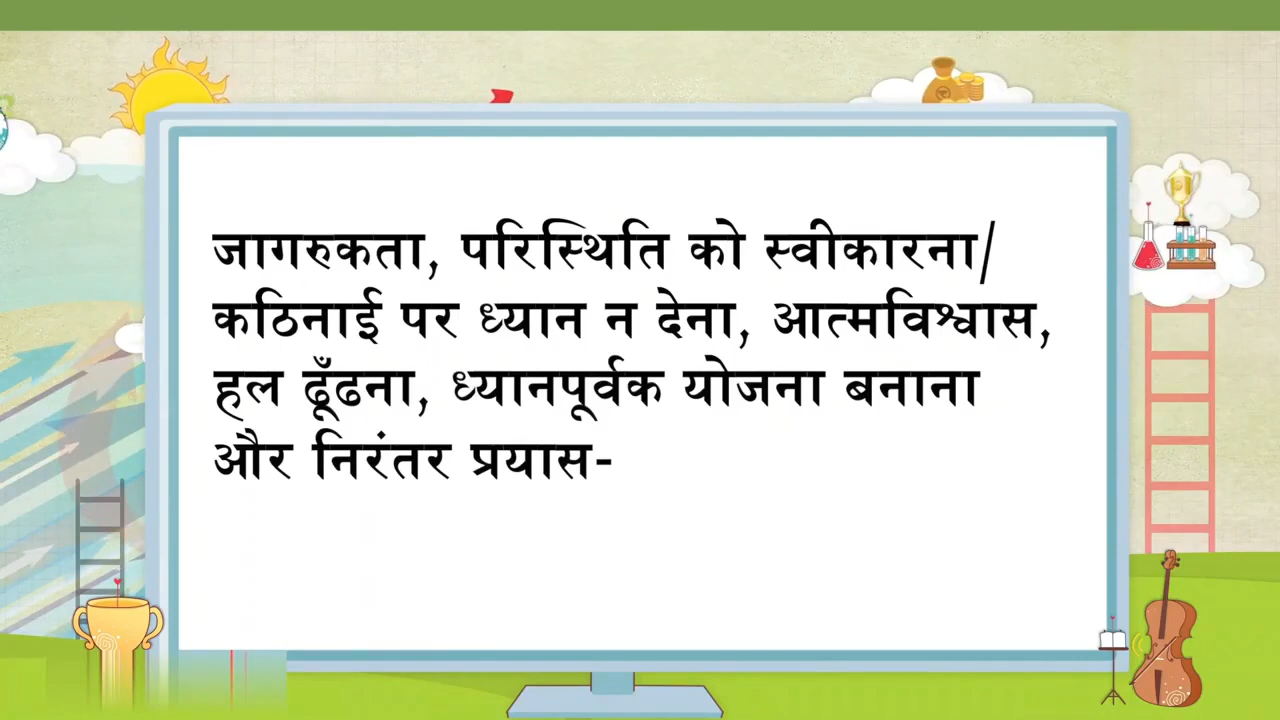 जागरुकता, परिस्थिति को स्वीकारना/
कठिनाई पर ध्यान न देना, आत्मविश्वास,
हल ढूँढना, ध्यानपूर्वक योजना बनाना
और निरंतर प्रयास-